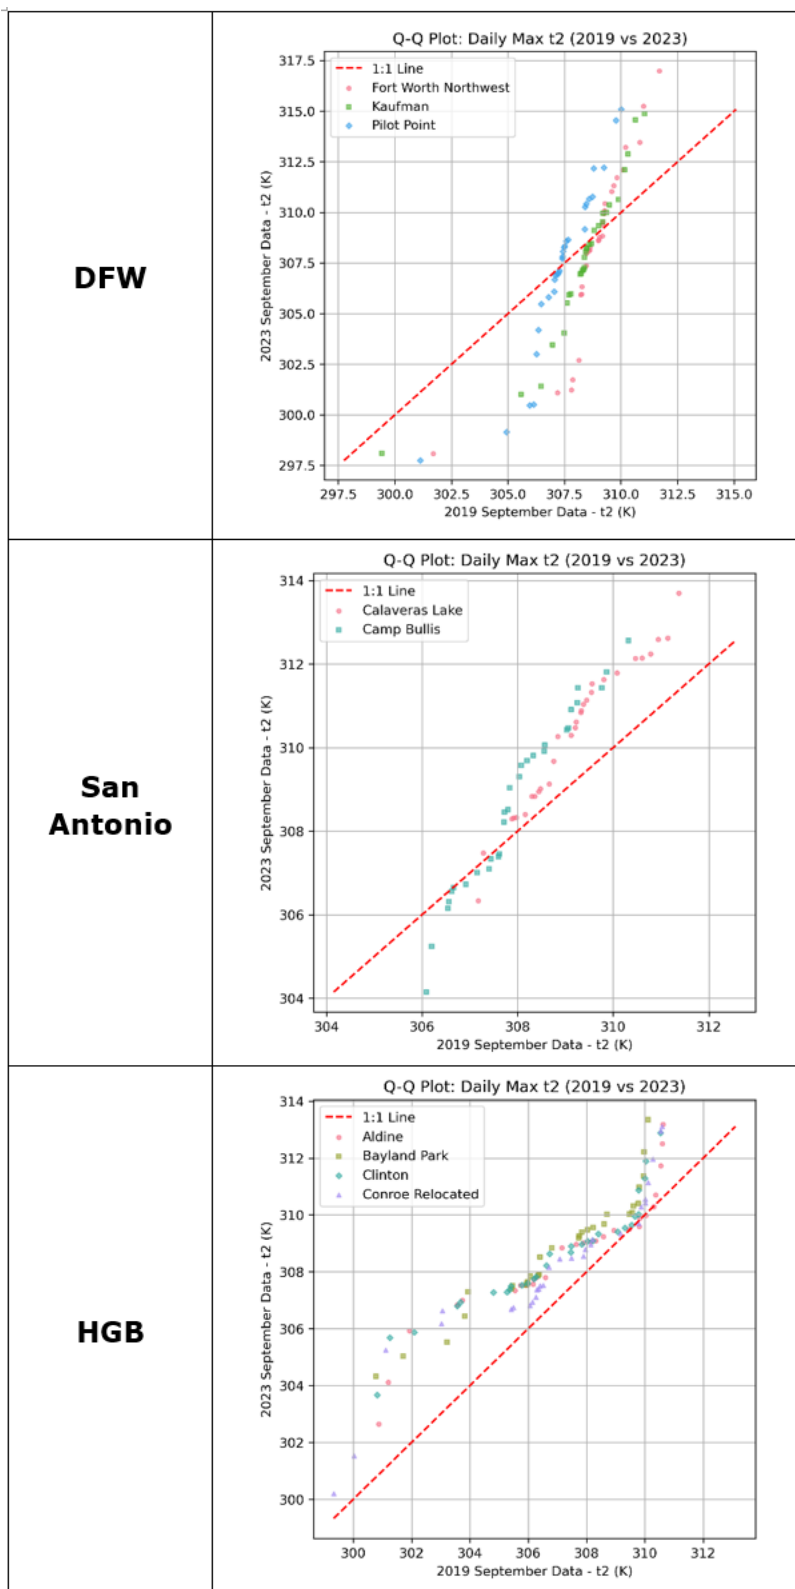 DFW
Q-Q Plot: Daily Max t2 (2019 vs 2023)
1:1 Line
Fort Worth Northwest
Kaufman
Pilot Point
2023 September Data - t2 (K)
317.5
315.0
312.5
310.0
307.5
305.0
302.5
300.0
297.5
297.5 300.0 302.5 305.0 307.5 310.0 312.5 315.0
2019 September Data - t2 (K)
San
Antonio
Q-Q Plot: Daily Max t2 (2019 vs 2023)
1:1 Line
Calaveras Lake
Camp Bullis
2023 September Data - t2 (K)
314
312
310
308
306
304
304 306 308 310 312
2019 September Data - t2 (K)
HGB
Q-Q Plot: Daily Max t2 (2019 vs 2023)
1:1 Line
Aldine
Bayland Park
Clinton
Conroe Relocated
2023 September Data - t2 (K)
314
312
310
308
306
304
302
300
300 302 304 306 308 310 312
2019 September Data - t2 (K)